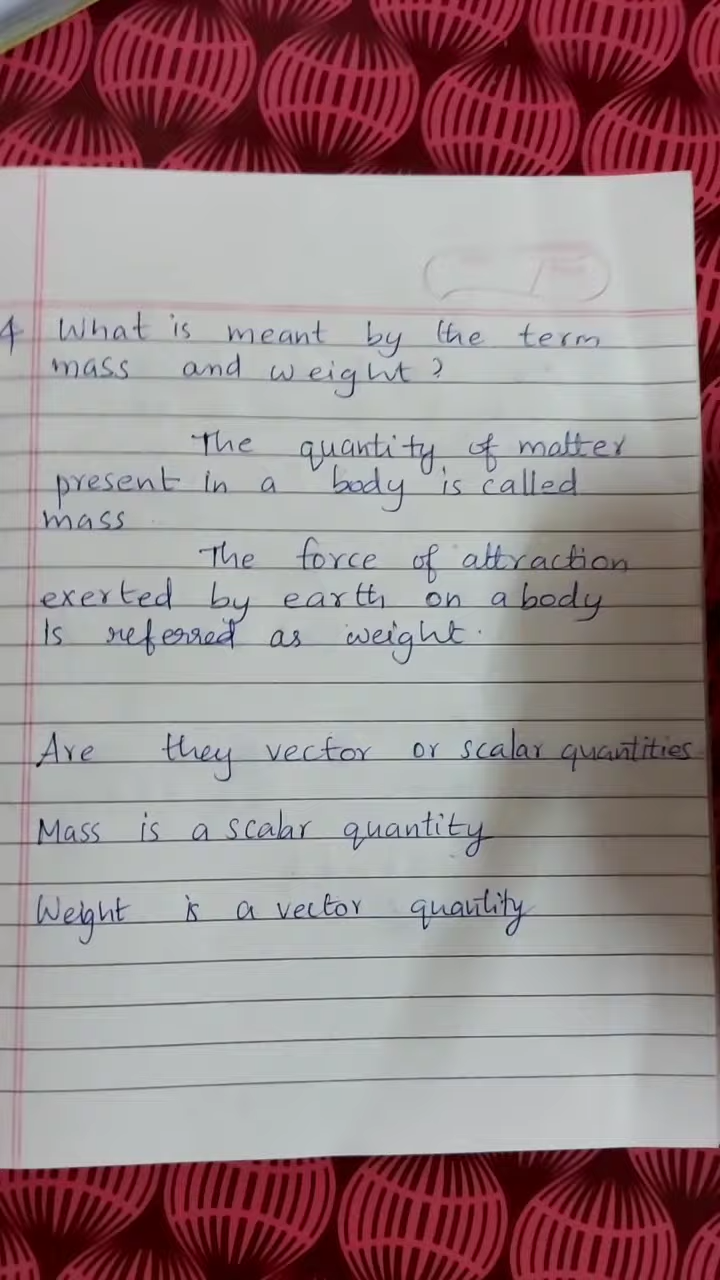 4 What is meant by the term
mass and weight?
The quantity of matter
present in a body is called
mass
The force of attraction
exerted by earth on a body
Is referred as weight.
Are they vector or scalar quantities
Mass is a scalar quantity
Weight is a vector quantity